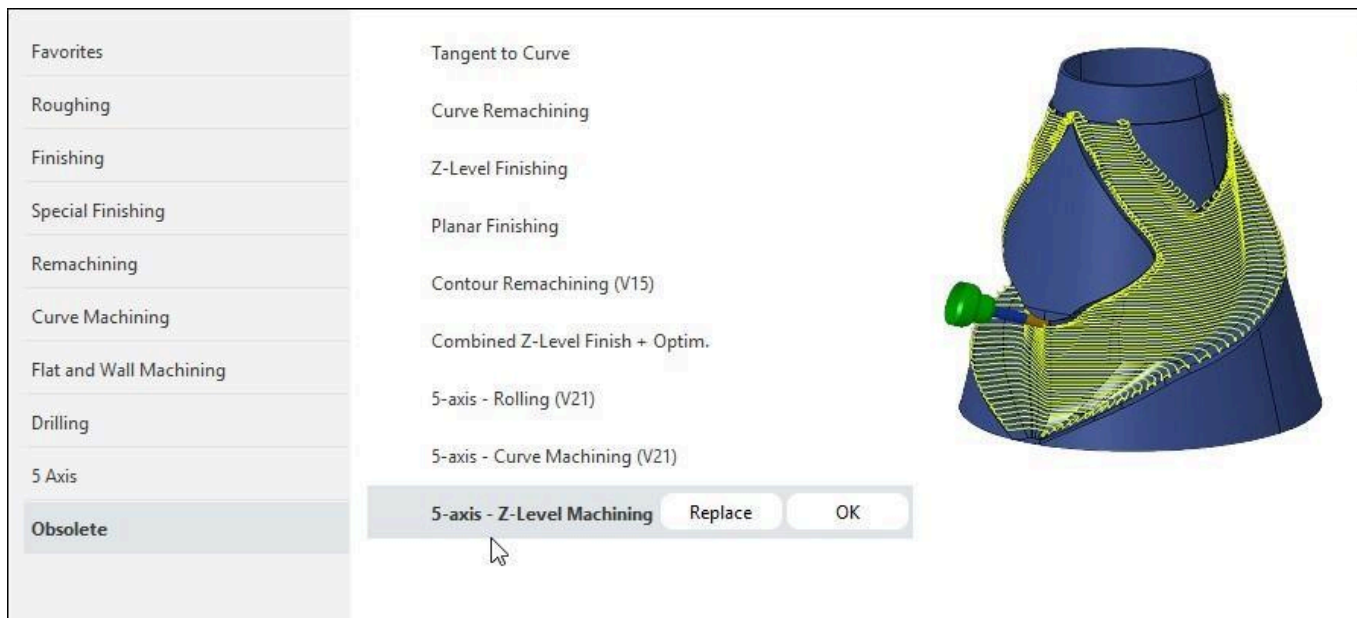 Favorites
Roughing
Finishing
Special Finishing
Remachining
Curve Machining
Flat and Wall Machining
Drilling
5 Axis
Obsolete
Tangent to Curve
Curve Remachining
Z-Level Finishing
Planar Finishing
Contour Remachining (V15)
Combined Z-Level Finish + Optim.
5-axis - Rolling (V21)
5-axis - Curve Machining (V21)
5-axis - Z-Level Machining Replace OK